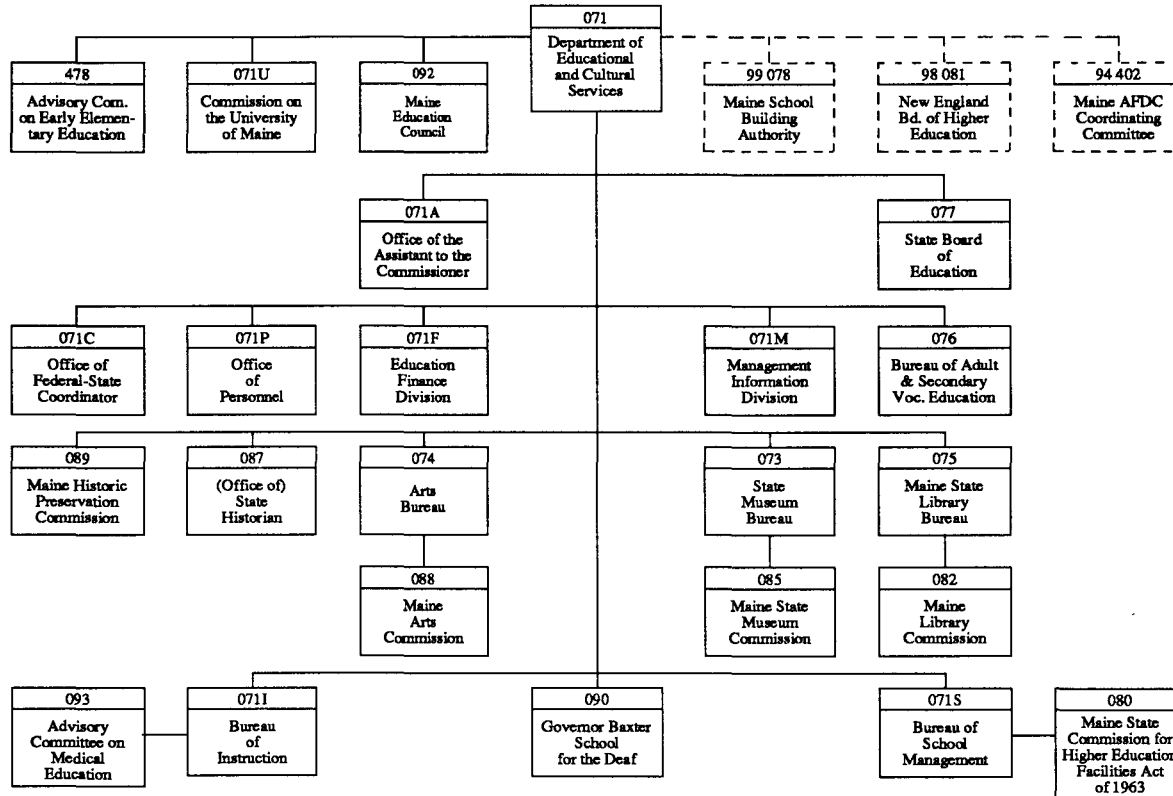 071
Department of
Educational
and Cultural
Services
478
Advisory Com.
on Early Elemen-
tary Education
071U
Commission on
the University
of Maine
092
Maine
Education
Council
99 078
Maine School
Building
Authority
98 081
New England
Bd. of Higher
Education
94 402
Maine AFDC
Coordinating
Committee
071A
Office of the
Assistant to the
Commissioner
077
State Board
of
Education
071C
Office of
Federal-State
Coordinator
071P
Office
of
Personnel
071F
Education
Finance
Division
071M
Management
Information
Division
076
Bureau of Adult
& Secondary
Voc. Education
089
Maine Historic
Preservation
Commission
087
(Office of)
State
Historian
074
Arts
Bureau
073
State
Museum
Bureau
075
Maine State
Library
Bureau
088
Maine
Arts
Commission
085
Maine State
Museum
Commission
082
Maine
Library
Commission
093
Advisory
Committee on
Medical
Education
071I
Bureau
of
Instruction
090
Governor Baxter
School
for the Deaf
071S
Bureau of
School
Management
080
Maine State
Commission for
Higher Education
Facilities Act
of 1963